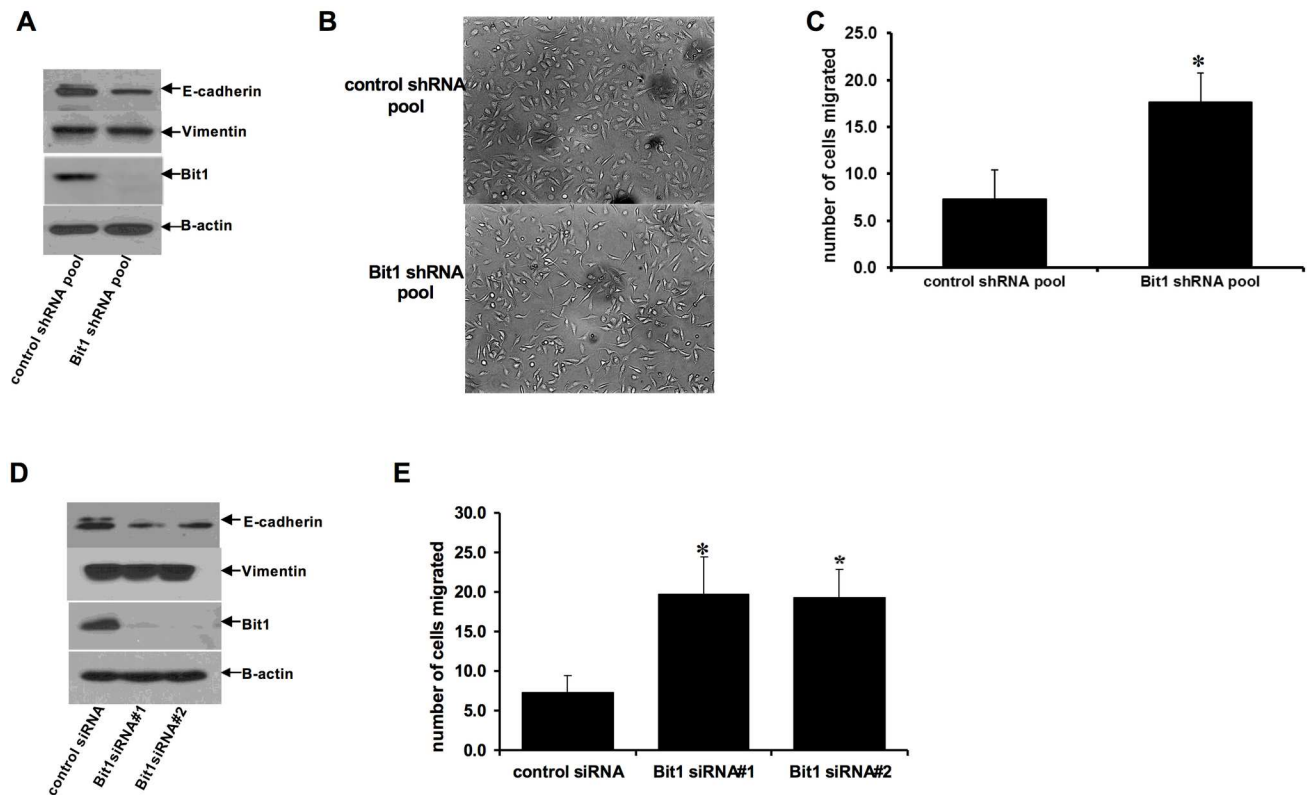 A
E-cadherin
Vimentin
Bit1
B-actin
control shRNA pool
Bit1 shRNA pool
B
control shRNA
pool
Bit1 shRNA
pool
C
number of cells migrated
25.0
20.0
15.0
10.0
5.0
0.0
*
control shRNA pool
Bit1 shRNA pool
D
E-cadherin
Vimentin
Bit1
B-actin
control siRNA
Bit1siRNA#1
Bit1siRNA#2
E
number of cells migrated
30.0
25.0
20.0
15.0
10.0
5.0
0.0
*
*
control siRNA
Bit1 siRNA#1
Bit1 siRNA#2